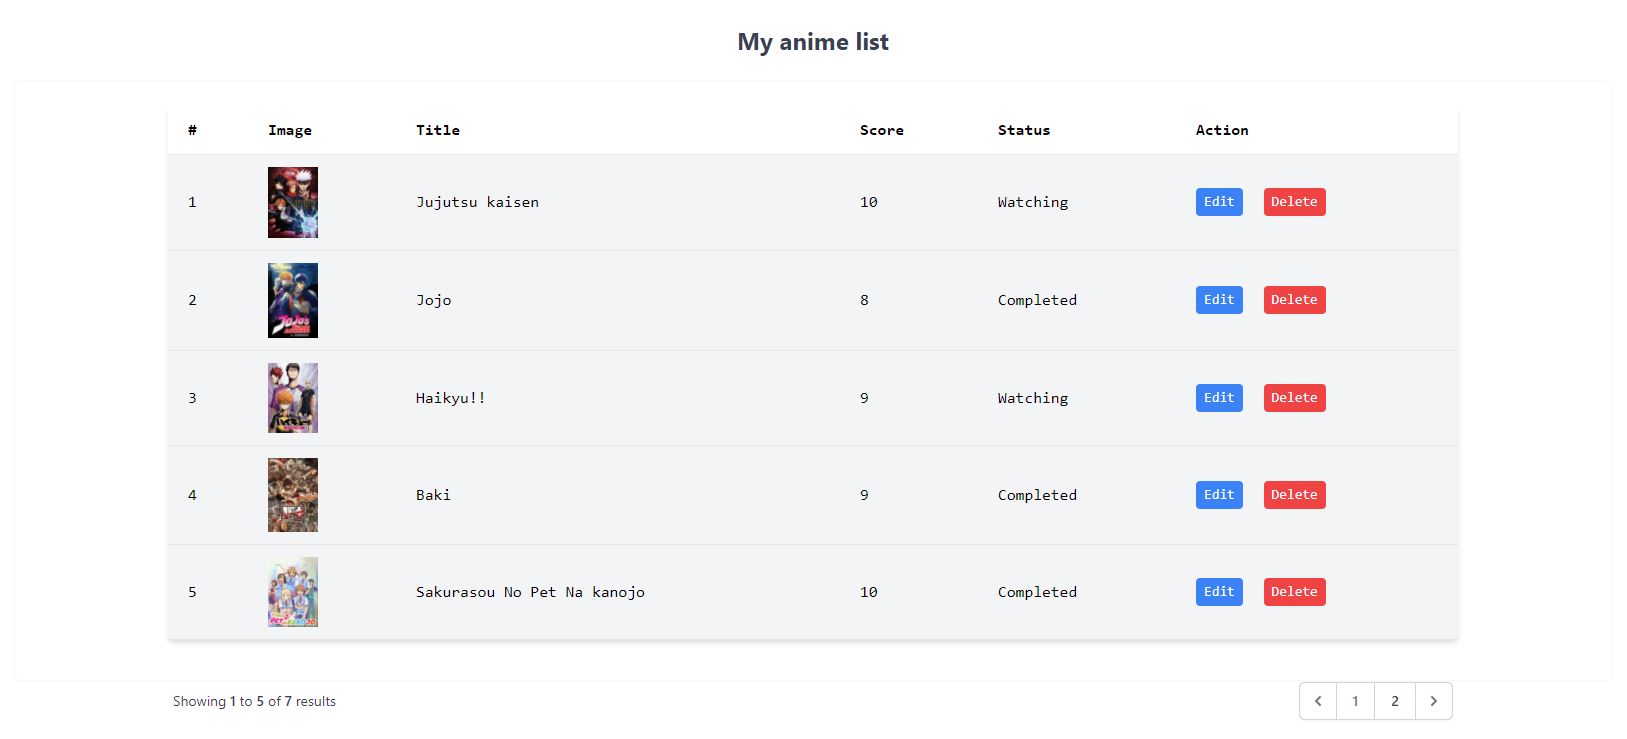 My anime list
# Image Title Score Status Action
1 Jujutsu kaisen 10 Watching Edit Delete
2 JoJo's Jojo 8 Completed Edit Delete
3 Haikyu!! 9 Watching Edit Delete
4 Baki 9 Completed Edit Delete
5 Sakurasou No Pet Na kanojo 10 Completed Edit Delete
Showing 1 to 5 of 7 results
1 2